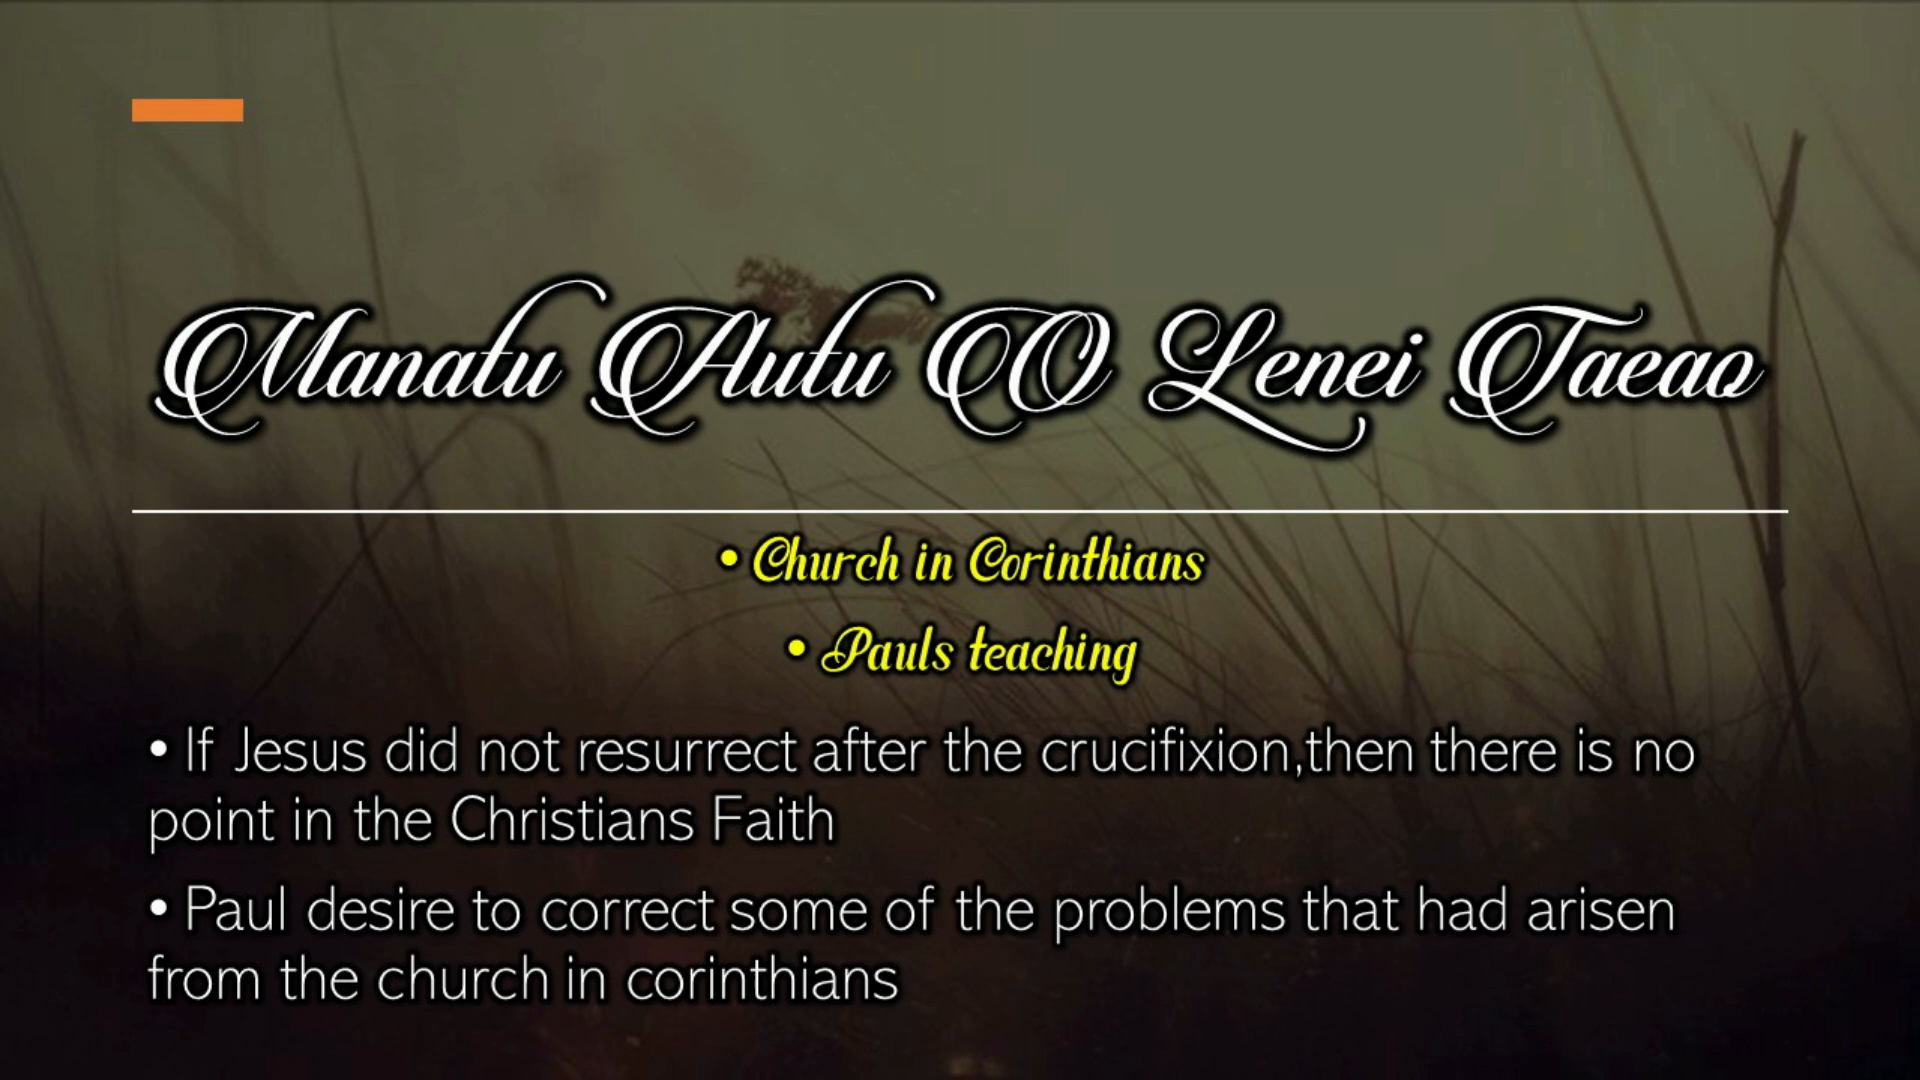 Manatu Autu O Lenei Taeao
• Church in Corinthians
• Pauls teaching
• If Jesus did not resurrect after the crucifixion,then there is no
point in the Christians Faith
• Paul desire to correct some of the problems that had arisen
from the church in corinthians